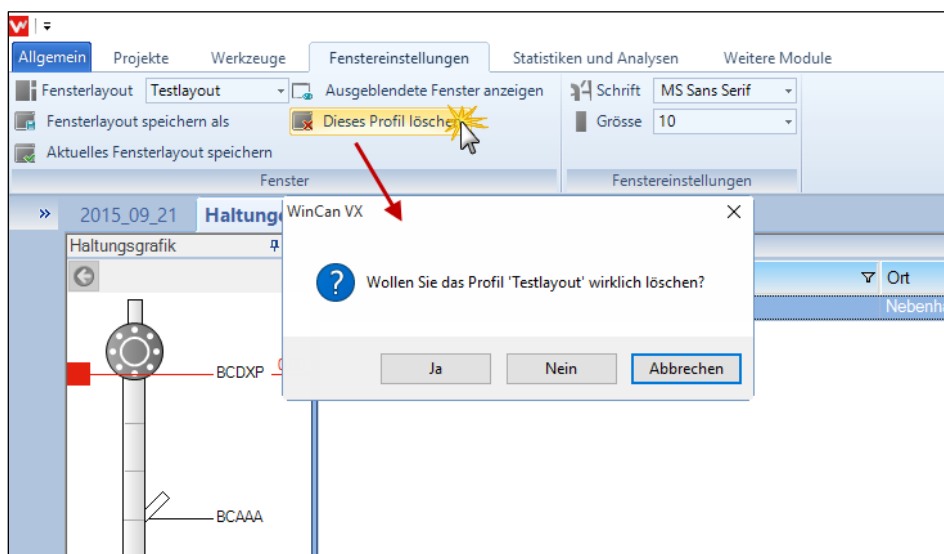 Allgemein Projekte Werkzeuge Fenstereinstellungen Statistiken und Analysen Weitere Module
Fensterlayout Testlayout Ausgeblendete Fenster anzeigen Schrift MS Sans Serif
Fensterlayout speichern als Dieses Profil lösche Grösse 10
Aktuelles Fensterlayout speichern
Fenster Fenstereinstellungen
» 2015_09_21 Haltunge
WinCan VX
Haltungsgrafik
Ort
Wollen Sie das Profil 'Testlayout' wirklich löschen?
Nebenha
Ja Nein Abbrechen
BCDXP
BCAAA